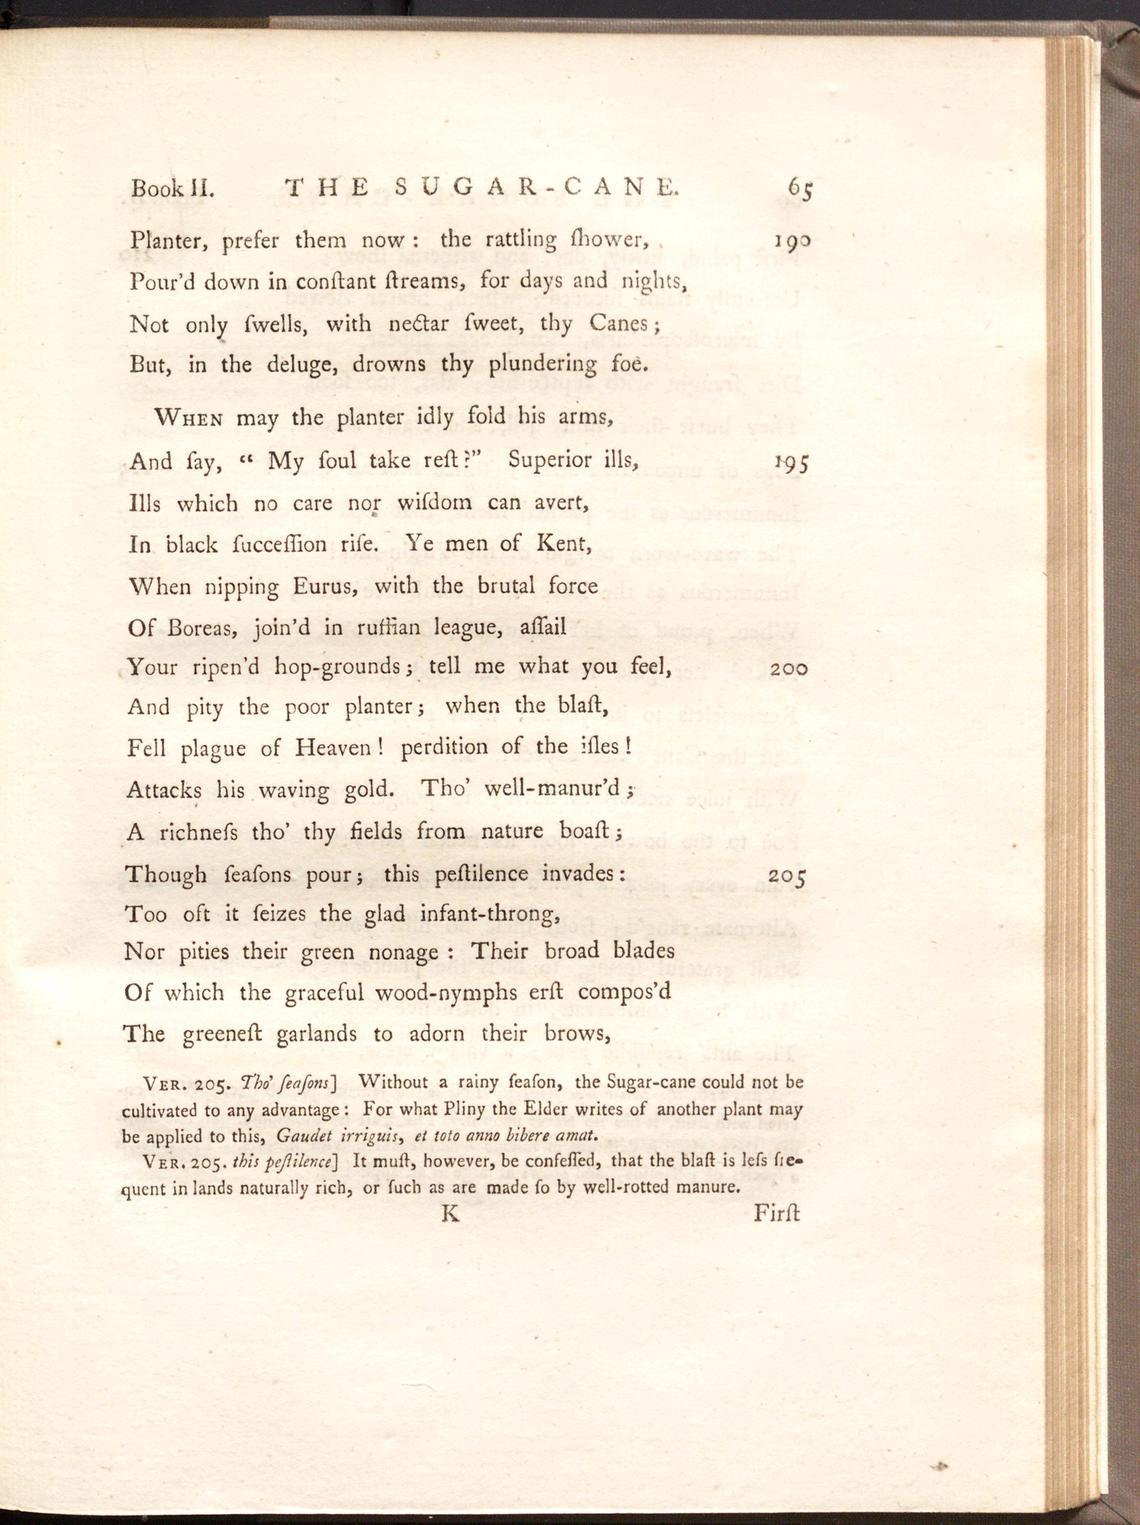 Book II. THE SUGAR-CANE. 65
Planter, prefer them now: the rattling ſhower, 190
Pour'd down in conſtant ſtreams, for days and nights,
Not only ſwells, with nectar ſweet, thy Canes;
But, in the deluge, drowns thy plundering foe.
WHEN may the planter idly fold his arms,
And ſay, “ My ſoul take reſt?” Superior ills, 195
Ills which no care nor wiſdom can avert,
In black ſucceſſion riſe. Ye men of Kent,
When nipping Eurus, with the brutal force
Of Boreas, join'd in ruffian league, aſſail
Your ripen'd hop-grounds; tell me what you feel, 200
And pity the poor planter; when the blaſt,
Fell plague of Heaven! perdition of the iſles!
Attacks his waving gold. Tho' well-manur'd;
A richneſs tho' thy fields from nature boaſt;
Though ſeaſons pour; this peſtilence invades: 205
Too oft it ſeizes the glad infant-throng,
Nor pities their green nonage: Their broad blades
Of which the graceful wood-nymphs erſt compos'd
The greeneſt garlands to adorn their brows,
VER. 205. Tho' ſeaſons] Without a rainy ſeaſon, the Sugar-cane could not be
cultivated to any advantage: For what Pliny the Elder writes of another plant may
be applied to this, Gaudet irriguis, et toto anno bibere amat.
VER. 205. this peſtilence] It muſt, however, be confeſſed, that the blaſt is leſs fre-
quent in lands naturally rich, or ſuch as are made ſo by well-rotted manure.
K Firſt